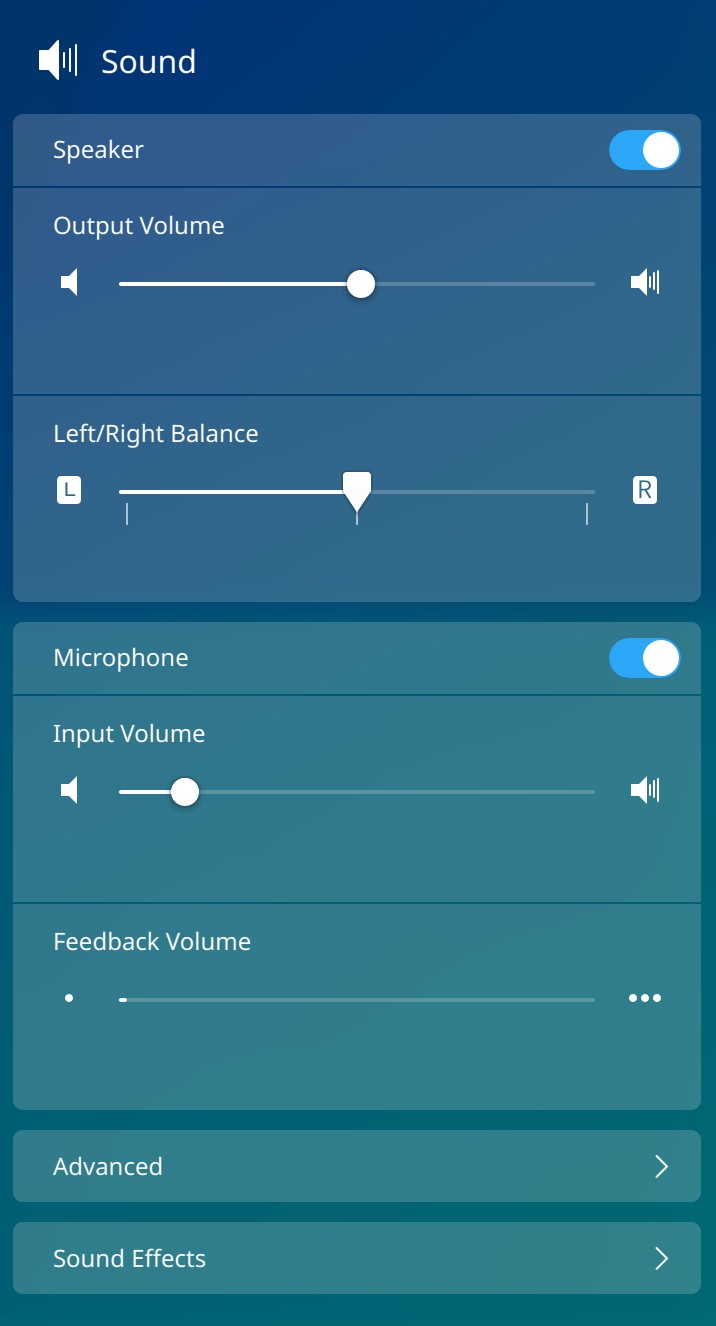 Sound
Speaker
Output Volume
Left/Right Balance
L
R
Microphone
Input Volume
Feedback Volume
Advanced
Sound Effects